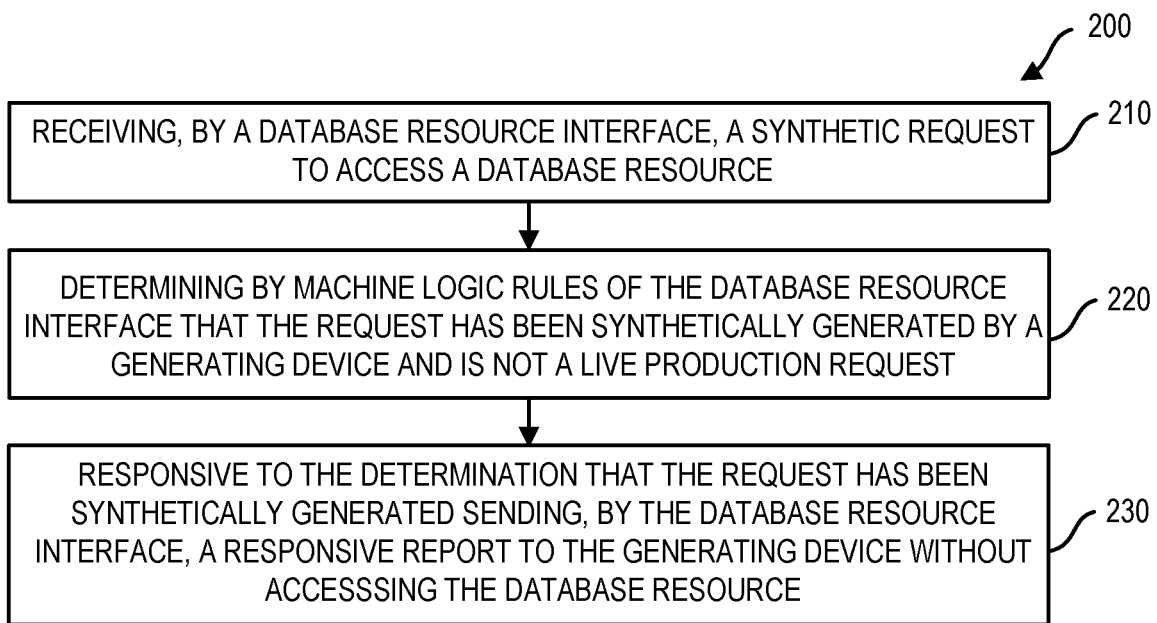 200
RECEIVING, BY A DATABASE RESOURCE INTERFACE, A SYNTHETIC REQUEST
TO ACCESS A DATABASE RESOURCE
210
DETERMINING BY MACHINE LOGIC RULES OF THE DATABASE RESOURCE
INTERFACE THAT THE REQUEST HAS BEEN SYNTHETICALLY GENERATED BY A
GENERATING DEVICE AND IS NOT A LIVE PRODUCTION REQUEST
220
RESPONSIVE TO THE DETERMINATION THAT THE REQUEST HAS BEEN
SYNTHETICALLY GENERATED SENDING, BY THE DATABASE RESOURCE
INTERFACE, A RESPONSIVE REPORT TO THE GENERATING DEVICE WITHOUT
ACCESSSING THE DATABASE RESOURCE
230